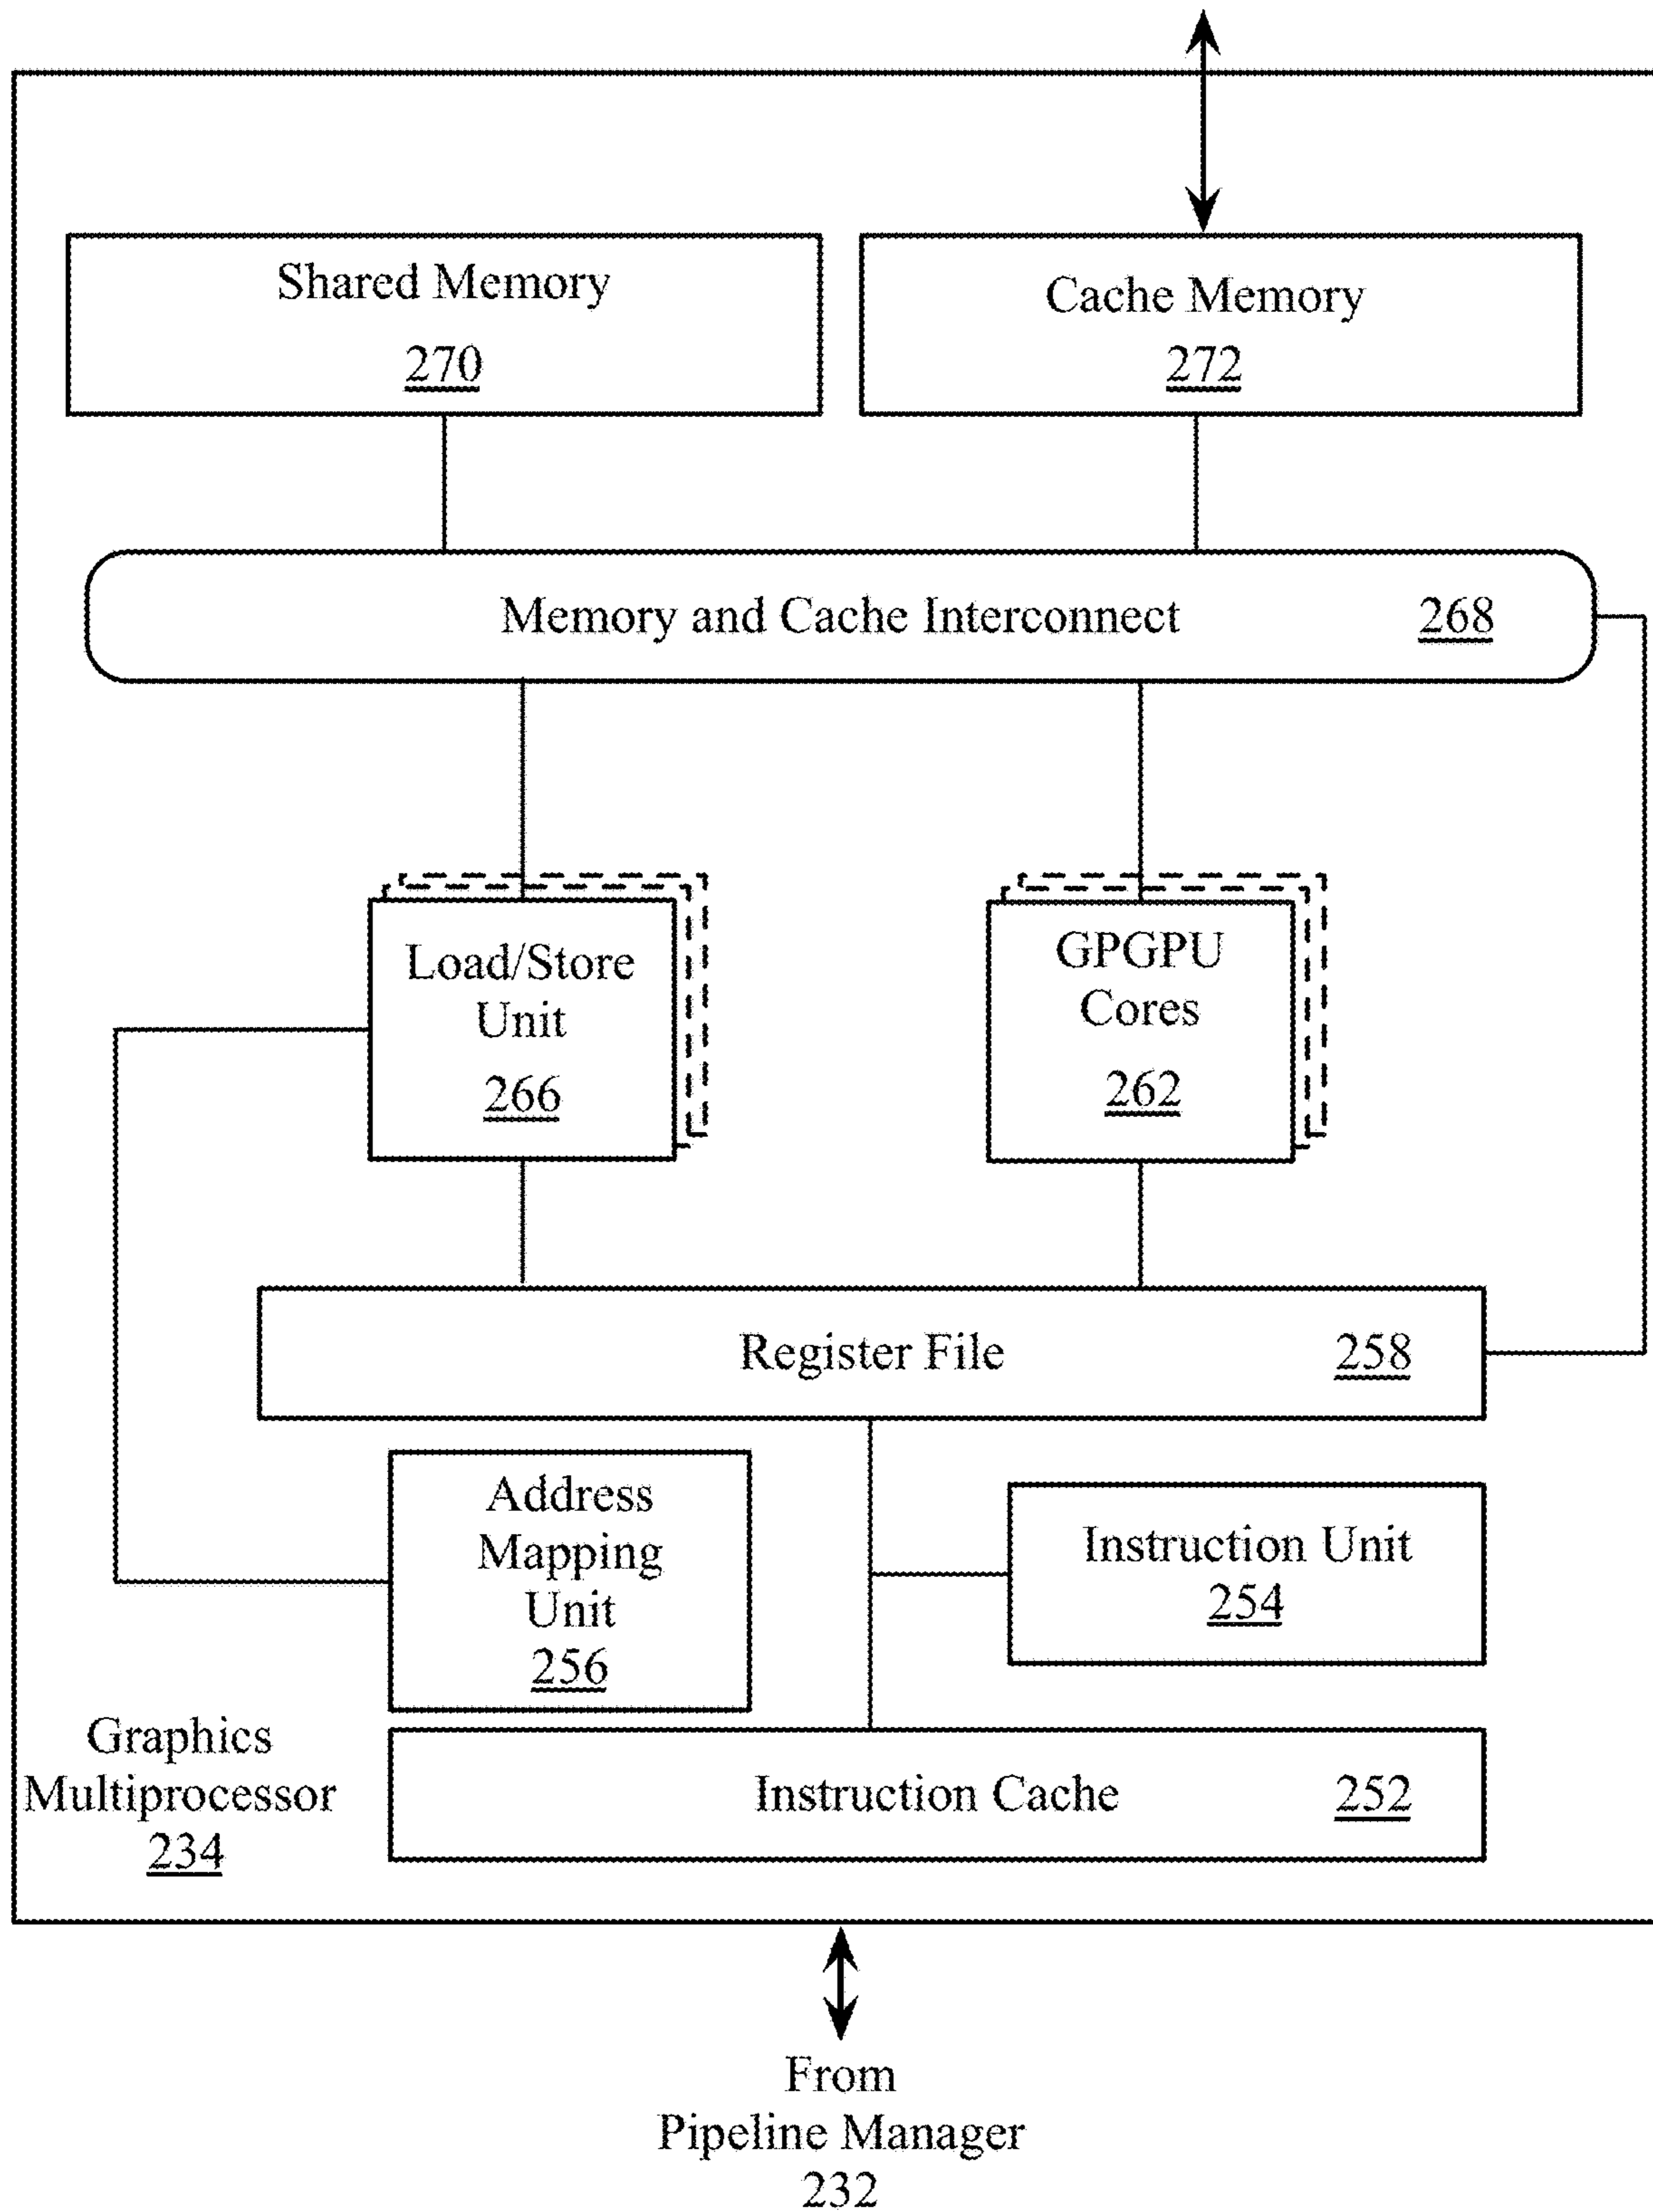 Shared Memory
270
Cache Memory
272
Memory and Cache Interconnect 268
Load/Store
Unit
266
GPGPU
Cores
262
Register File 258
Address
Mapping
Unit
256
Instruction Unit
254
Graphics
Multiprocessor
234
Instruction Cache 252
From
Pipeline Manager
232